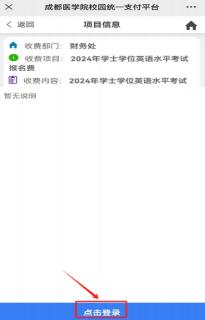 成都医学院校园统一支付平台
返回
项目信息
收费部门： 财务处
收费项目： 2024年学士学位英语水平考试
报名费
收费内容： 2024年学士学位英语水平考试
暂无说明
点击登录